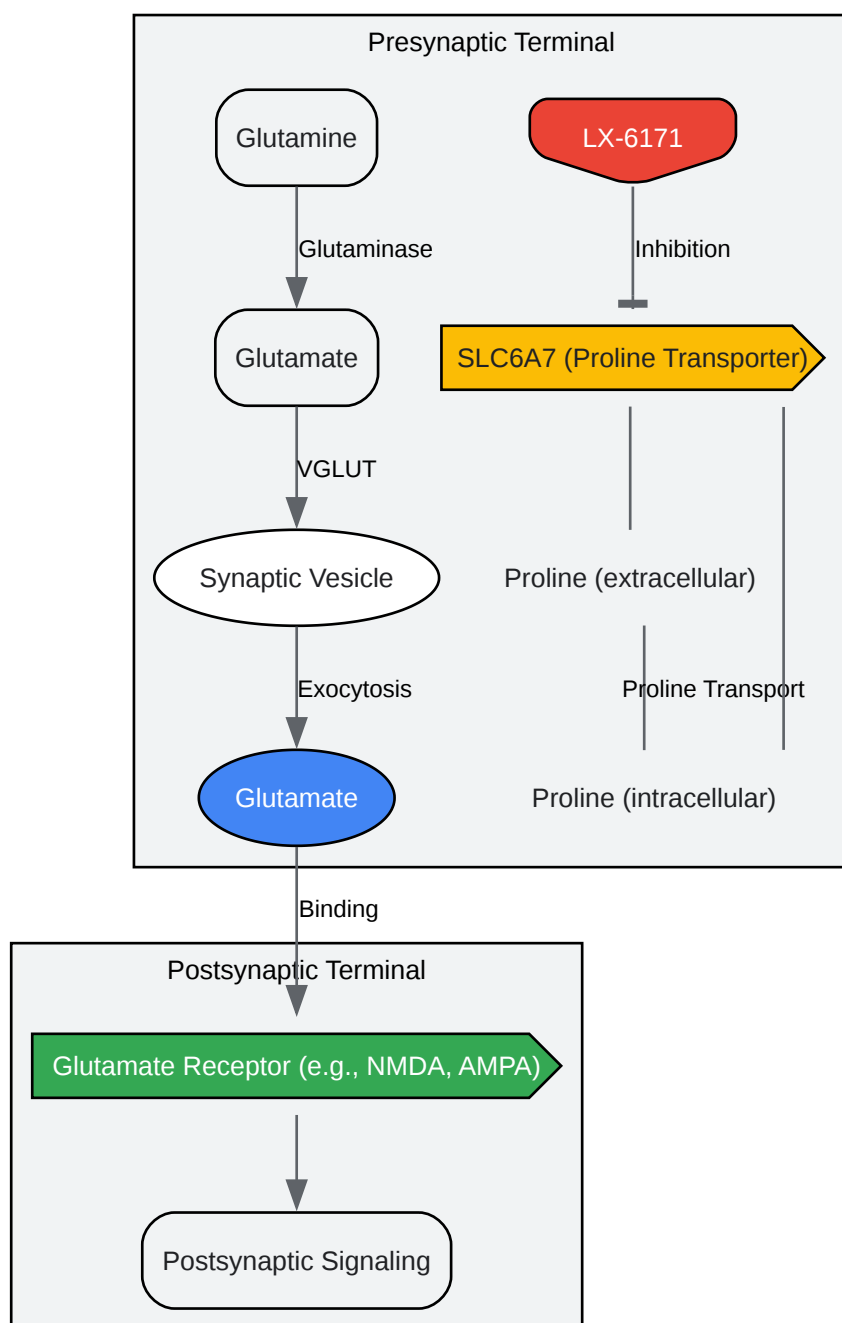 Presynaptic Terminal
Glutamine
LX-6171
Glutaminase
Inhibition
Glutamate
SLC6A7 (Proline Transporter)
VGLUT
Synaptic Vesicle
Proline (extracellular)
Exocytosis
Proline Transport
Glutamate
Proline (intracellular)
Binding
Postsynaptic Terminal
Glutamate Receptor (e.g., NMDA, AMPA)
Postsynaptic Signaling